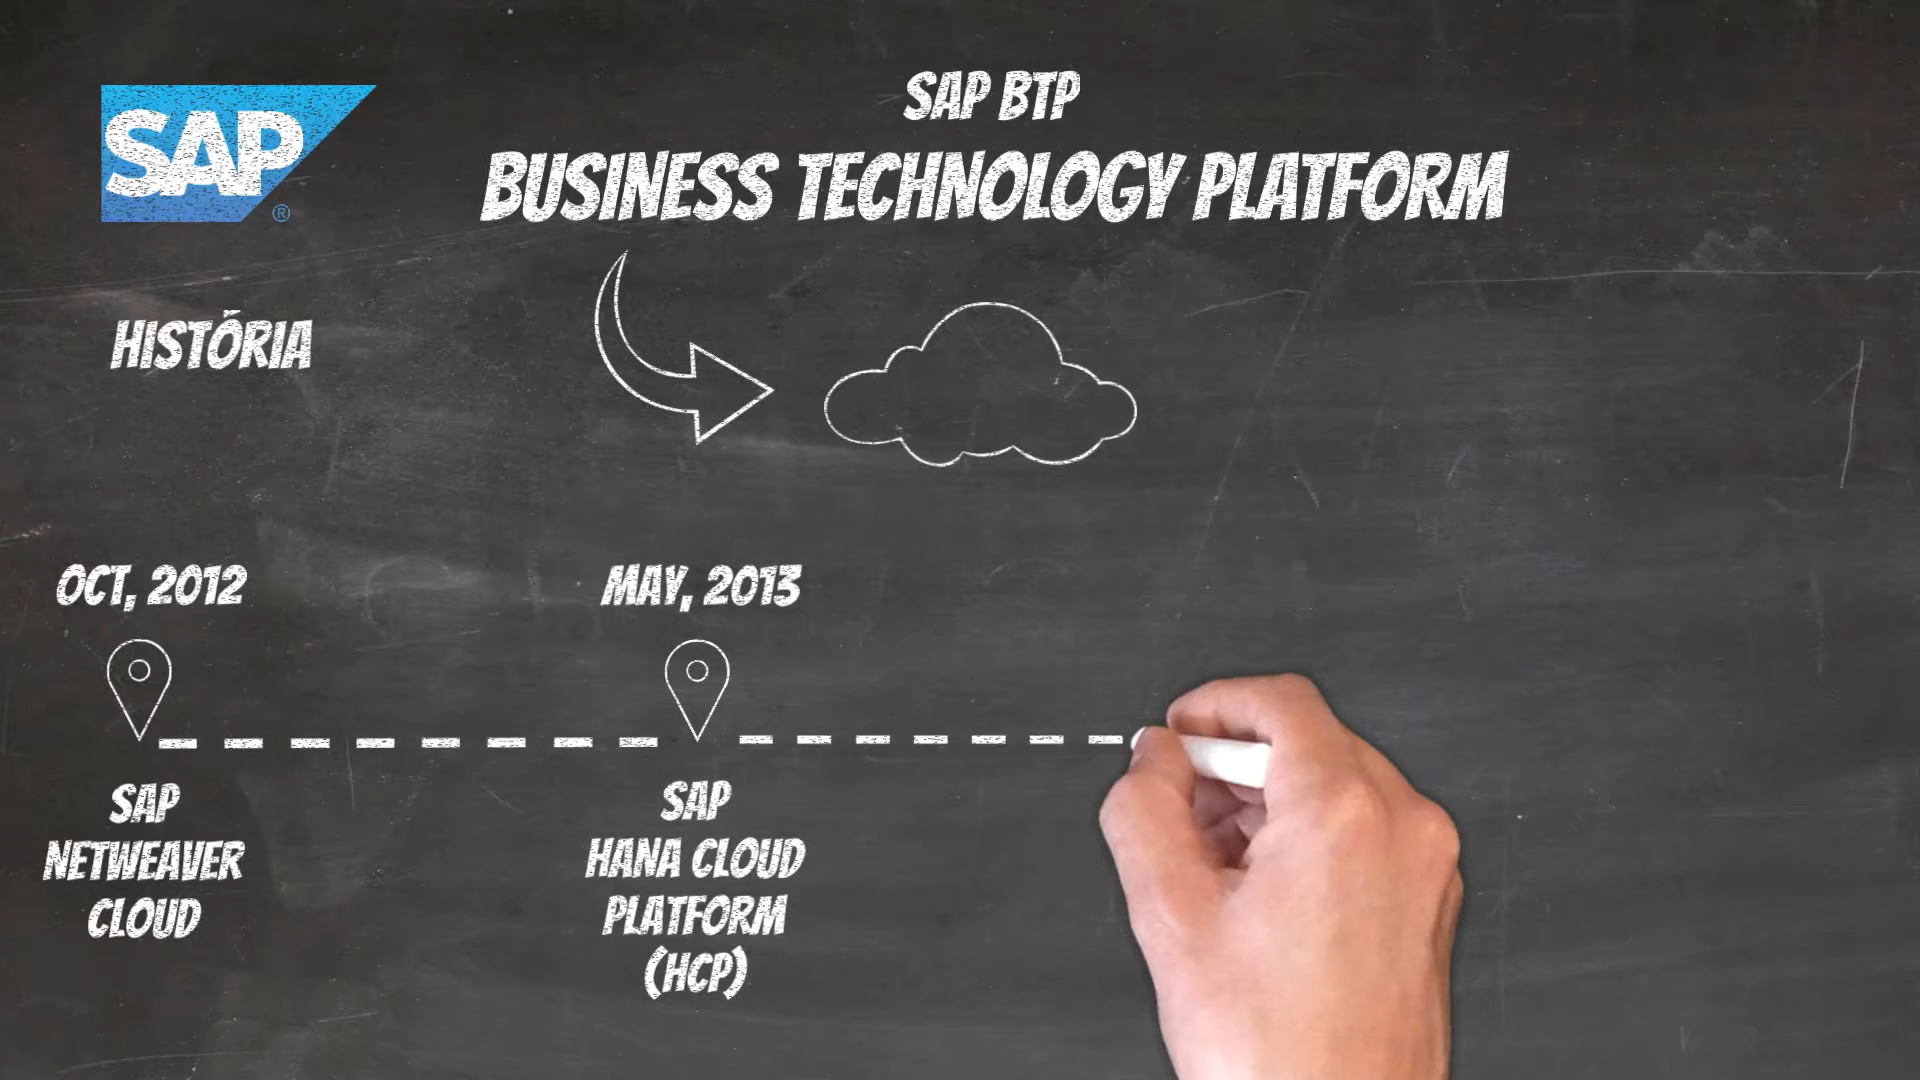 SAP
®
SAP BTP
BUSINESS TECHNOLOGY PLATFORM
HISTÓRIA
OCT, 2012
MAY, 2013
SAP
NETWEAVER
CLOUD
SAP
HANA CLOUD
PLATFORM
(HCP)